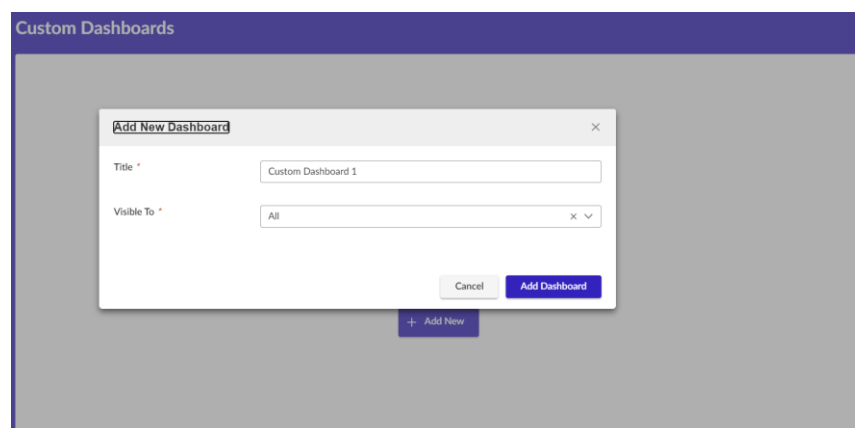 Custom Dashboards
Add New Dashboard
Title *
Custom Dashboard 1
Visible To *
All
Cancel
Add Dashboard
+ Add New